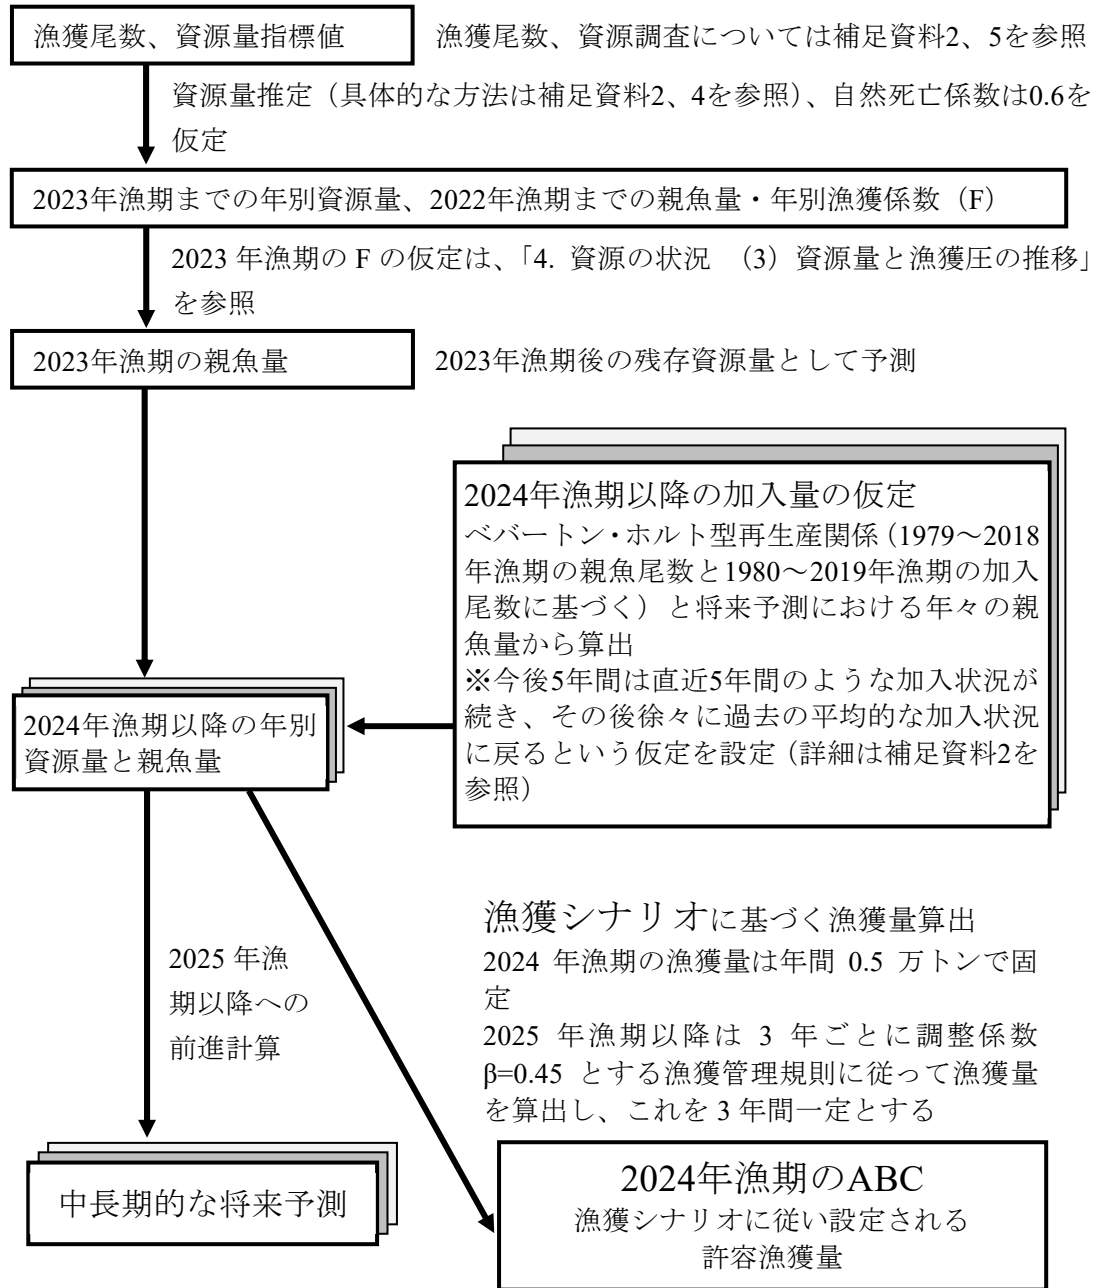 漁獲尾数、資源量指標値
漁獲尾数、資源調査については補足資料2、5を参照
資源量推定（具体的な方法は補足資料2、4を参照）、自然死亡係数は0.6を
仮定
2023年漁期までの年別資源量、2022年漁期までの親魚量・年別漁獲係数（F）
2023 年漁期の F の仮定は、「4. 資源の状況 （3）資源量と漁獲圧の推移」
を参照
2023年漁期の親魚量
2023年漁期後の残存資源量として予測
2024年漁期以降の加入量の仮定
ベバートン・ホルト型再生産関係（1979～2018
年漁期の親魚尾数と1980～2019年漁期の加入
尾数に基づく）と将来予測における年々の親
魚量から算出
※今後5年間は直近5年間のような加入状況が
続き、その後徐々に過去の平均的な加入状況
に戻るという仮定を設定（詳細は補足資料2を
参照）
2024年漁期以降の年別
資源量と親魚量
漁獲シナリオに基づく漁獲量算出
2024 年漁期の漁獲量は年間 0.5 万トンで固
定
2025 年漁期以降は 3 年ごとに調整係数
β=0.45 とする漁獲管理規則に従って漁獲量
を算出し、これを 3 年間一定とする
2025 年漁
期以降への
前進計算
中長期的な将来予測
2024年漁期のABC
漁獲シナリオに従い設定される
許容漁獲量